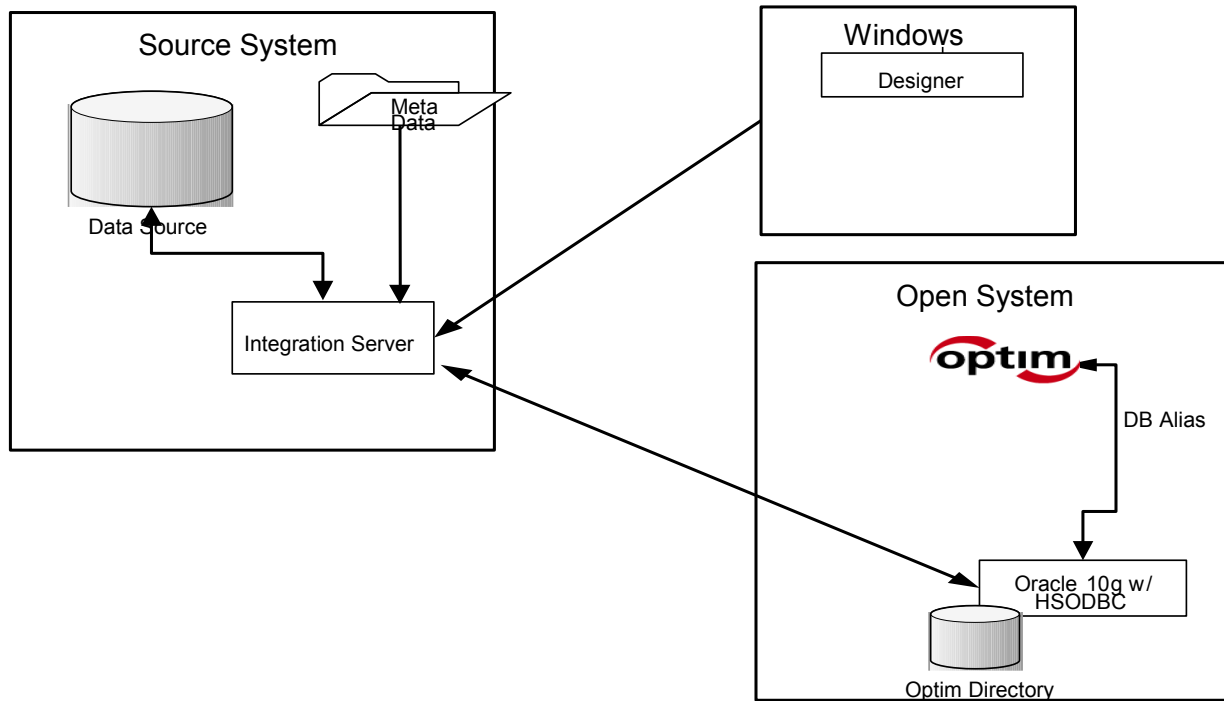 Source System
Meta
Data
Data Source
Integration Server
Windows
Designer
Open System
optim
DB Alias
Oracle 10g w/
HSODBC
Optim Directory